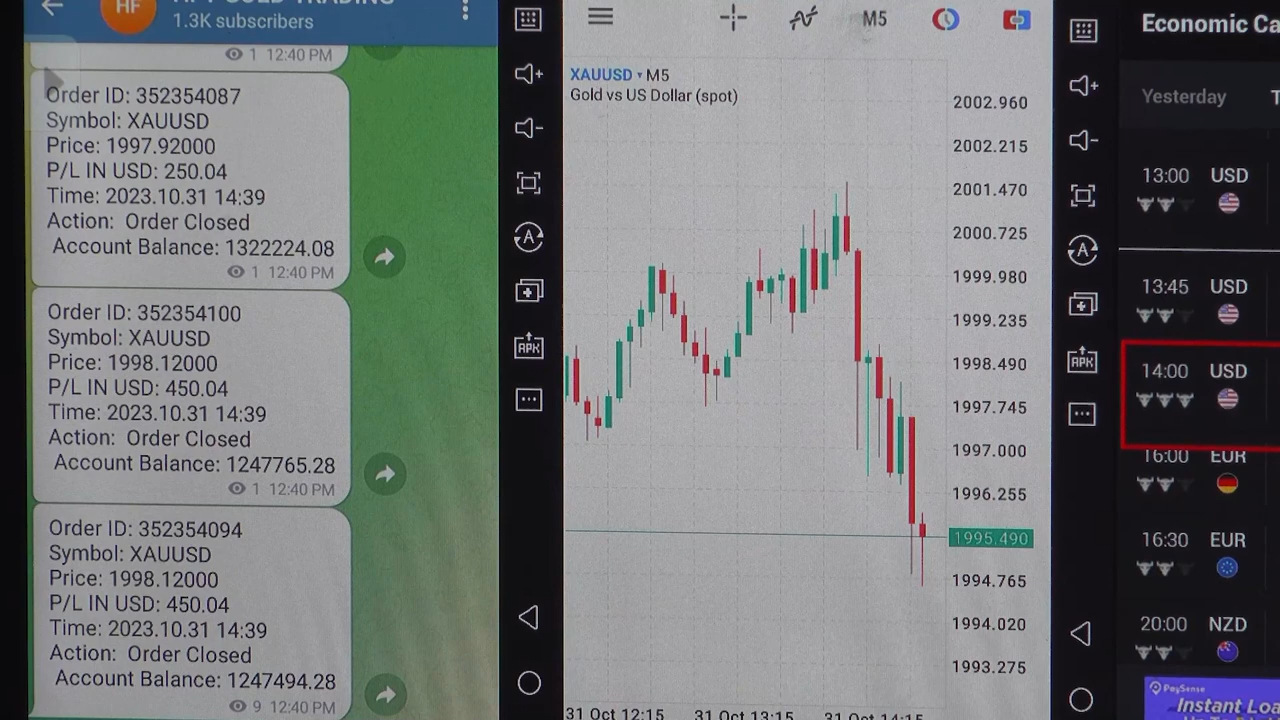 HF
1.3K subscribers
1 12:40 PM
Order ID: 352354087
Symbol: XAUUSD
Price: 1997.92000
P/L IN USD: 250.04
Time: 2023.10.31 14:39
Action: Order Closed
Account Balance: 1322224.08
1 12:40 PM
Order ID: 352354100
Symbol: XAUUSD
Price: 1998.12000
P/L IN USD: 450.04
Time: 2023.10.31 14:39
Action: Order Closed
Account Balance: 1247765.28
1 12:40 PM
Order ID: 352354094
Symbol: XAUUSD
Price: 1998.12000
P/L IN USD: 450.04
Time: 2023.10.31 14:39
Action: Order Closed
Account Balance: 1247494.28
9 12:40 PM
A
APK
M5
XAUUSD M5
Gold vs US Dollar (spot)
2002.960
2002.215
2001.470
2000.725
1999.980
1999.235
1998.490
1997.745
1997.000
1996.255
1995.490
1994.765
1994.020
1993.275
31 Oct 12:15 31 Oct 13:15 31 Oct 14:15
A
APK
Economic Ca
Yesterday T
13:00 USD
13:45 USD
14:00 USD
16:00 EUR
16:30 EUR
20:00 NZD
PaySense
Instant Loa